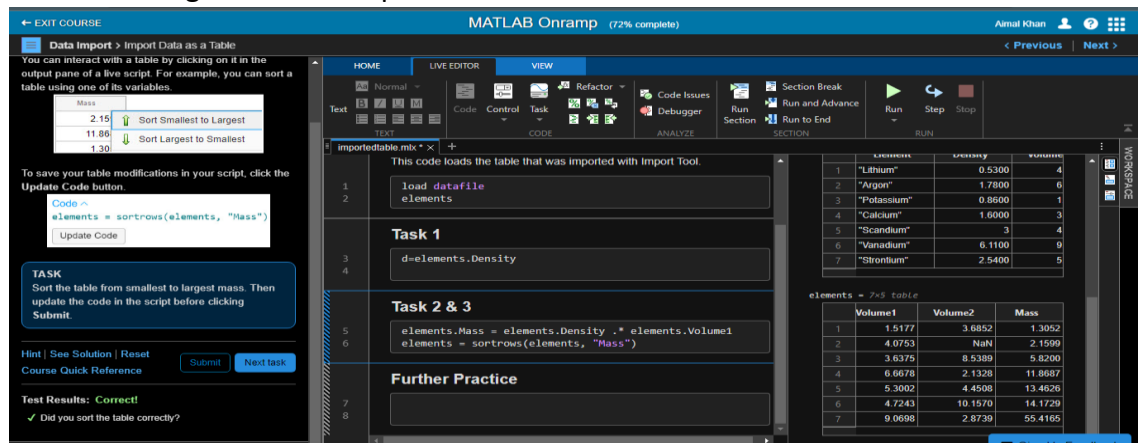 ← EXIT COURSE
MATLAB Onramp (72% complete)
Aimal Khan
Data Import > Import Data as a Table
< Previous | Next >
You can interact with a table by clicking on it in the
output pane of a live script. For example, you can sort a
table using one of its variables.
Mass
2.15
11.86
1.30
Sort Smallest to Largest
Sort Largest to Smallest
To save your table modifications in your script, click the
Update Code button.
Code
elements = sortrows(elements, "Mass")
Update Code
TASK
Sort the table from smallest to largest mass. Then
update the code in the script before clicking
Submit.
Hint | See Solution | Reset
Course Quick Reference
Submit
Next task
Test Results: Correct!
✓ Did you sort the table correctly?
HOME LIVE EDITOR VIEW
Text
Aa Normal
B I U M
TEXT
Code Control Task
Refactor
CODE
Code Issues
Debugger
ANALYZE
Run
Section
Section Break
Run and Advance
Run to End
SECTION
Run Step Stop
RUN
importedtable.mlx * × +
This code loads the table that was imported with Import Tool.
1 load datafile
2 elements
Task 1
3 d=elements.Density
4
Task 2 & 3
5 elements.Mass = elements.Density .* elements.Volume1
6 elements = sortrows(elements, "Mass")
Further Practice
7
8
Element Density Volume
1 "Lithium" 0.5300 4
2 "Argon" 1.7800 6
3 "Potassium" 0.8600 1
4 "Calcium" 1.6000 3
5 "Scandium" 3 4
6 "Vanadium" 6.1100 9
7 "Strontium" 2.5400 5
elements = 7×5 table
Volume1 Volume2 Mass
1 1.5177 3.6852 1.3052
2 4.0753 NaN 2.1599
3 3.6375 8.5389 5.8200
4 6.6678 2.1328 11.8687
5 5.3002 4.4508 13.4626
6 4.7243 10.1570 14.1729
7 9.0698 2.8739 55.4165
WORKSPACE